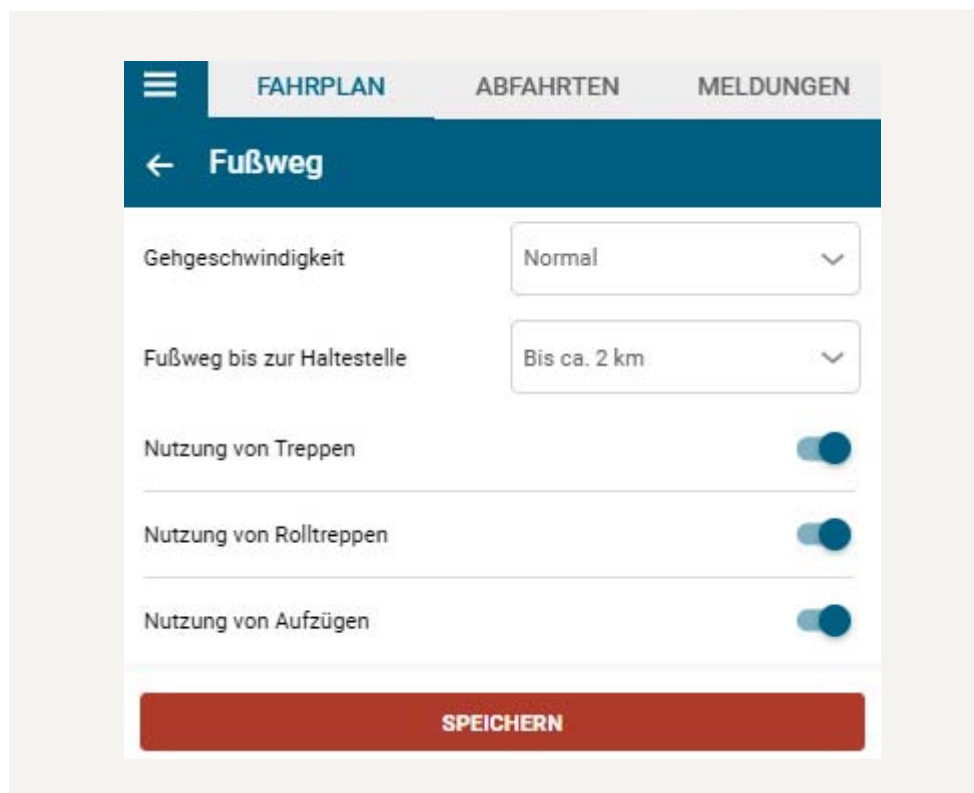 FAHRPLAN ABFAHRTEN MELDUNGEN
Fußweg
Gehgeschwindigkeit Normal
Fußweg bis zur Haltestelle Bis ca. 2 km
Nutzung von Treppen
Nutzung von Rolltreppen
Nutzung von Aufzügen
SPEICHERN